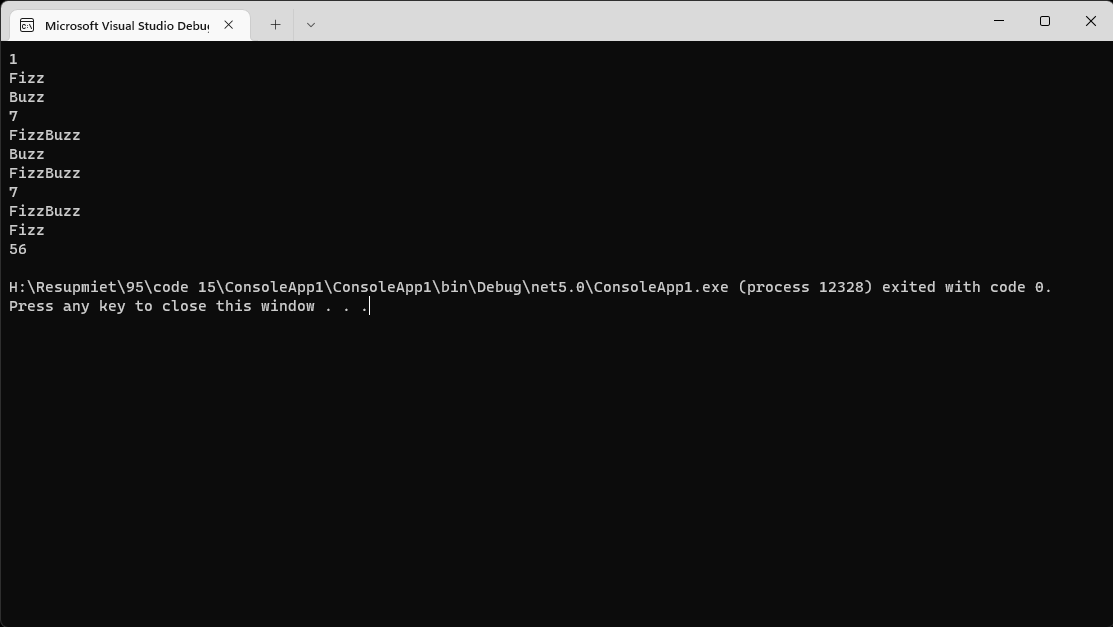 Microsoft Visual Studio Debug
1
Fizz
Buzz
7
FizzBuzz
Buzz
FizzBuzz
7
FizzBuzz
Fizz
56
H:\Resupmiet\95\code 15\ConsoleApp1\ConsoleApp1\bin\Debug\net5.0\ConsoleApp1.exe (process 12328) exited with code 0.
Press any key to close this window . . .